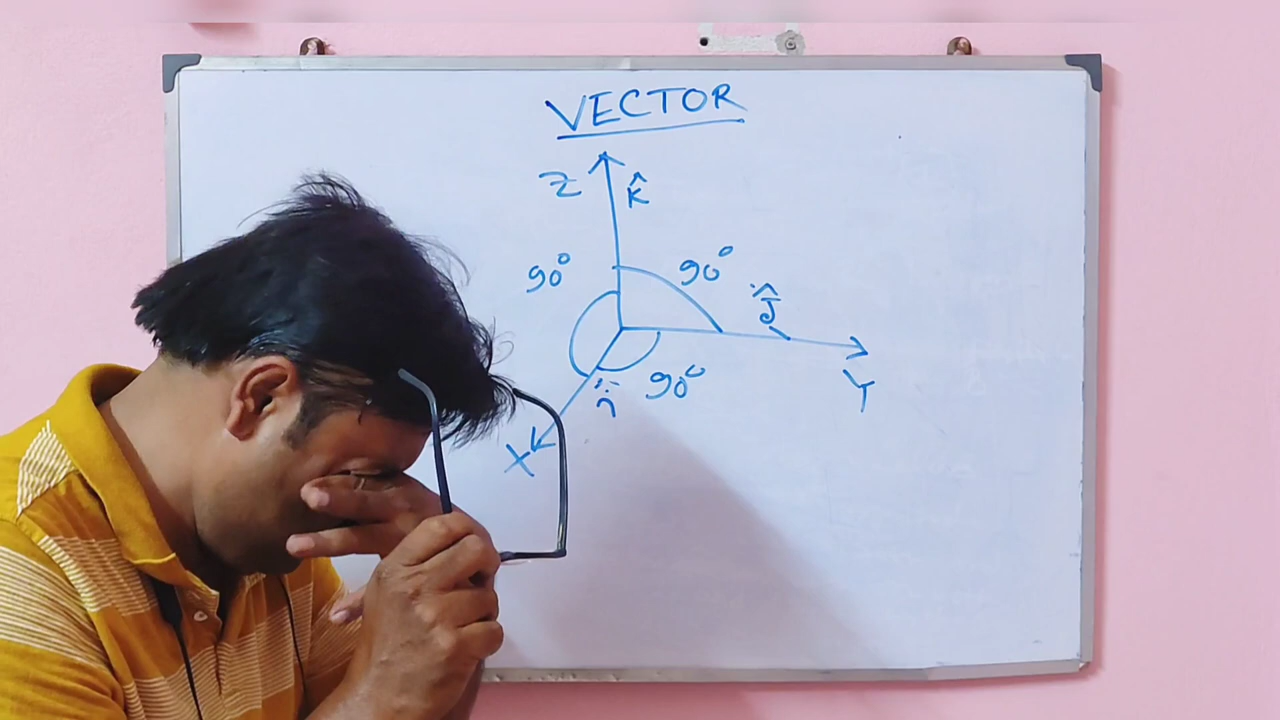 VECTOR
Z k̂
90° 90°
ĵ
î 90°
Y
X